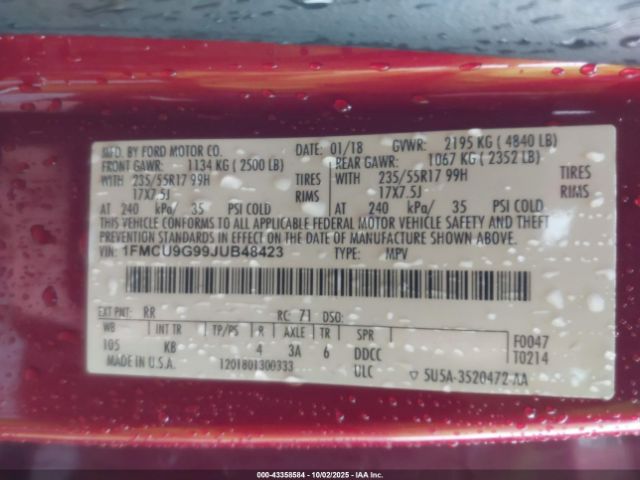 MFD. BY FORD MOTOR CO. DATE: 01/18 GVWR: 2195 KG ( 4840 LB)
FRONT GAWR: 1134 KG ( 2500 LB) REAR GAWR: 1067 KG ( 2352 LB)
WITH 235/55R17 99H TIRES WITH 235/55R17 99H TIRES
17X7.5J RIMS 17X7.5J RIMS
AT 240 kPa/ 35 PSI COLD AT 240 kPa/ 35 PSI COLD
THIS VEHICLE CONFORMS TO ALL APPLICABLE FEDERAL MOTOR VEHICLE SAFETY AND THEFT
PREVENTION STANDARDS IN EFFECT ON THE DATE OF MANUFACTURE SHOWN ABOVE.
VIN: 1FMCU9G99JUB48423 TYPE: MPV
EXT PNT: RR RC: 71 DSO:
WB INT TR TP/PS R AXLE TR SPR F0047
105 KB 4 3A 6 DDCC T0214
MADE IN U.S.A. 1201801300333 ULC ▽ 5U5A-3520472-AA
000-43358584 | 10/02/2025 | IAA Inc.